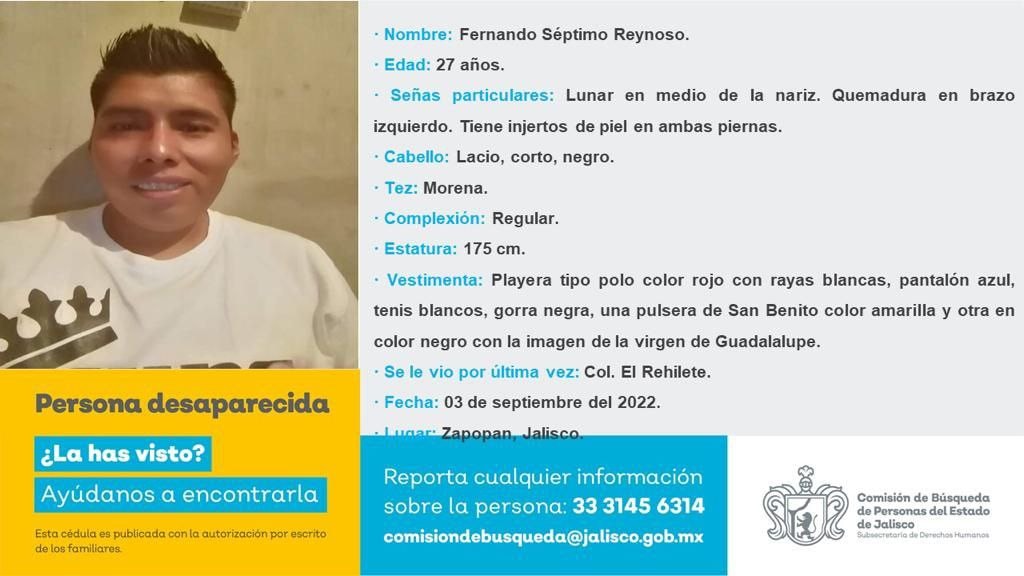 · Nombre: Fernando Séptimo Reynoso.
· Edad: 27 años.
· Señas particulares: Lunar en medio de la nariz. Quemadura en brazo
izquierdo. Tiene injertos de piel en ambas piernas.
· Cabello: Lacio, corto, negro.
· Tez: Morena.
· Complexión: Regular.
· Estatura: 175 cm.
· Vestimenta: Playera tipo polo color rojo con rayas blancas, pantalón azul,
tenis blancos, gorra negra, una pulsera de San Benito color amarilla y otra en
color negro con la imagen de la virgen de Guadalalupe.
· Se le vio por última vez: Col. El Rehilete.
· Fecha: 03 de septiembre del 2022.
· Lugar: Zapopan, Jalisco.
Persona desaparecida
¿La has visto?
Ayúdanos a encontrarla
Esta cédula es publicada con la autorización por escrito
de los familiares.
Reporta cualquier información
sobre la persona: 33 3145 6314
comisiondebusqueda@jalisco.gob.mx
Comisión de Búsqueda
de Personas del Estado
de Jalisco
Subsecretaría de Derechos Humanos